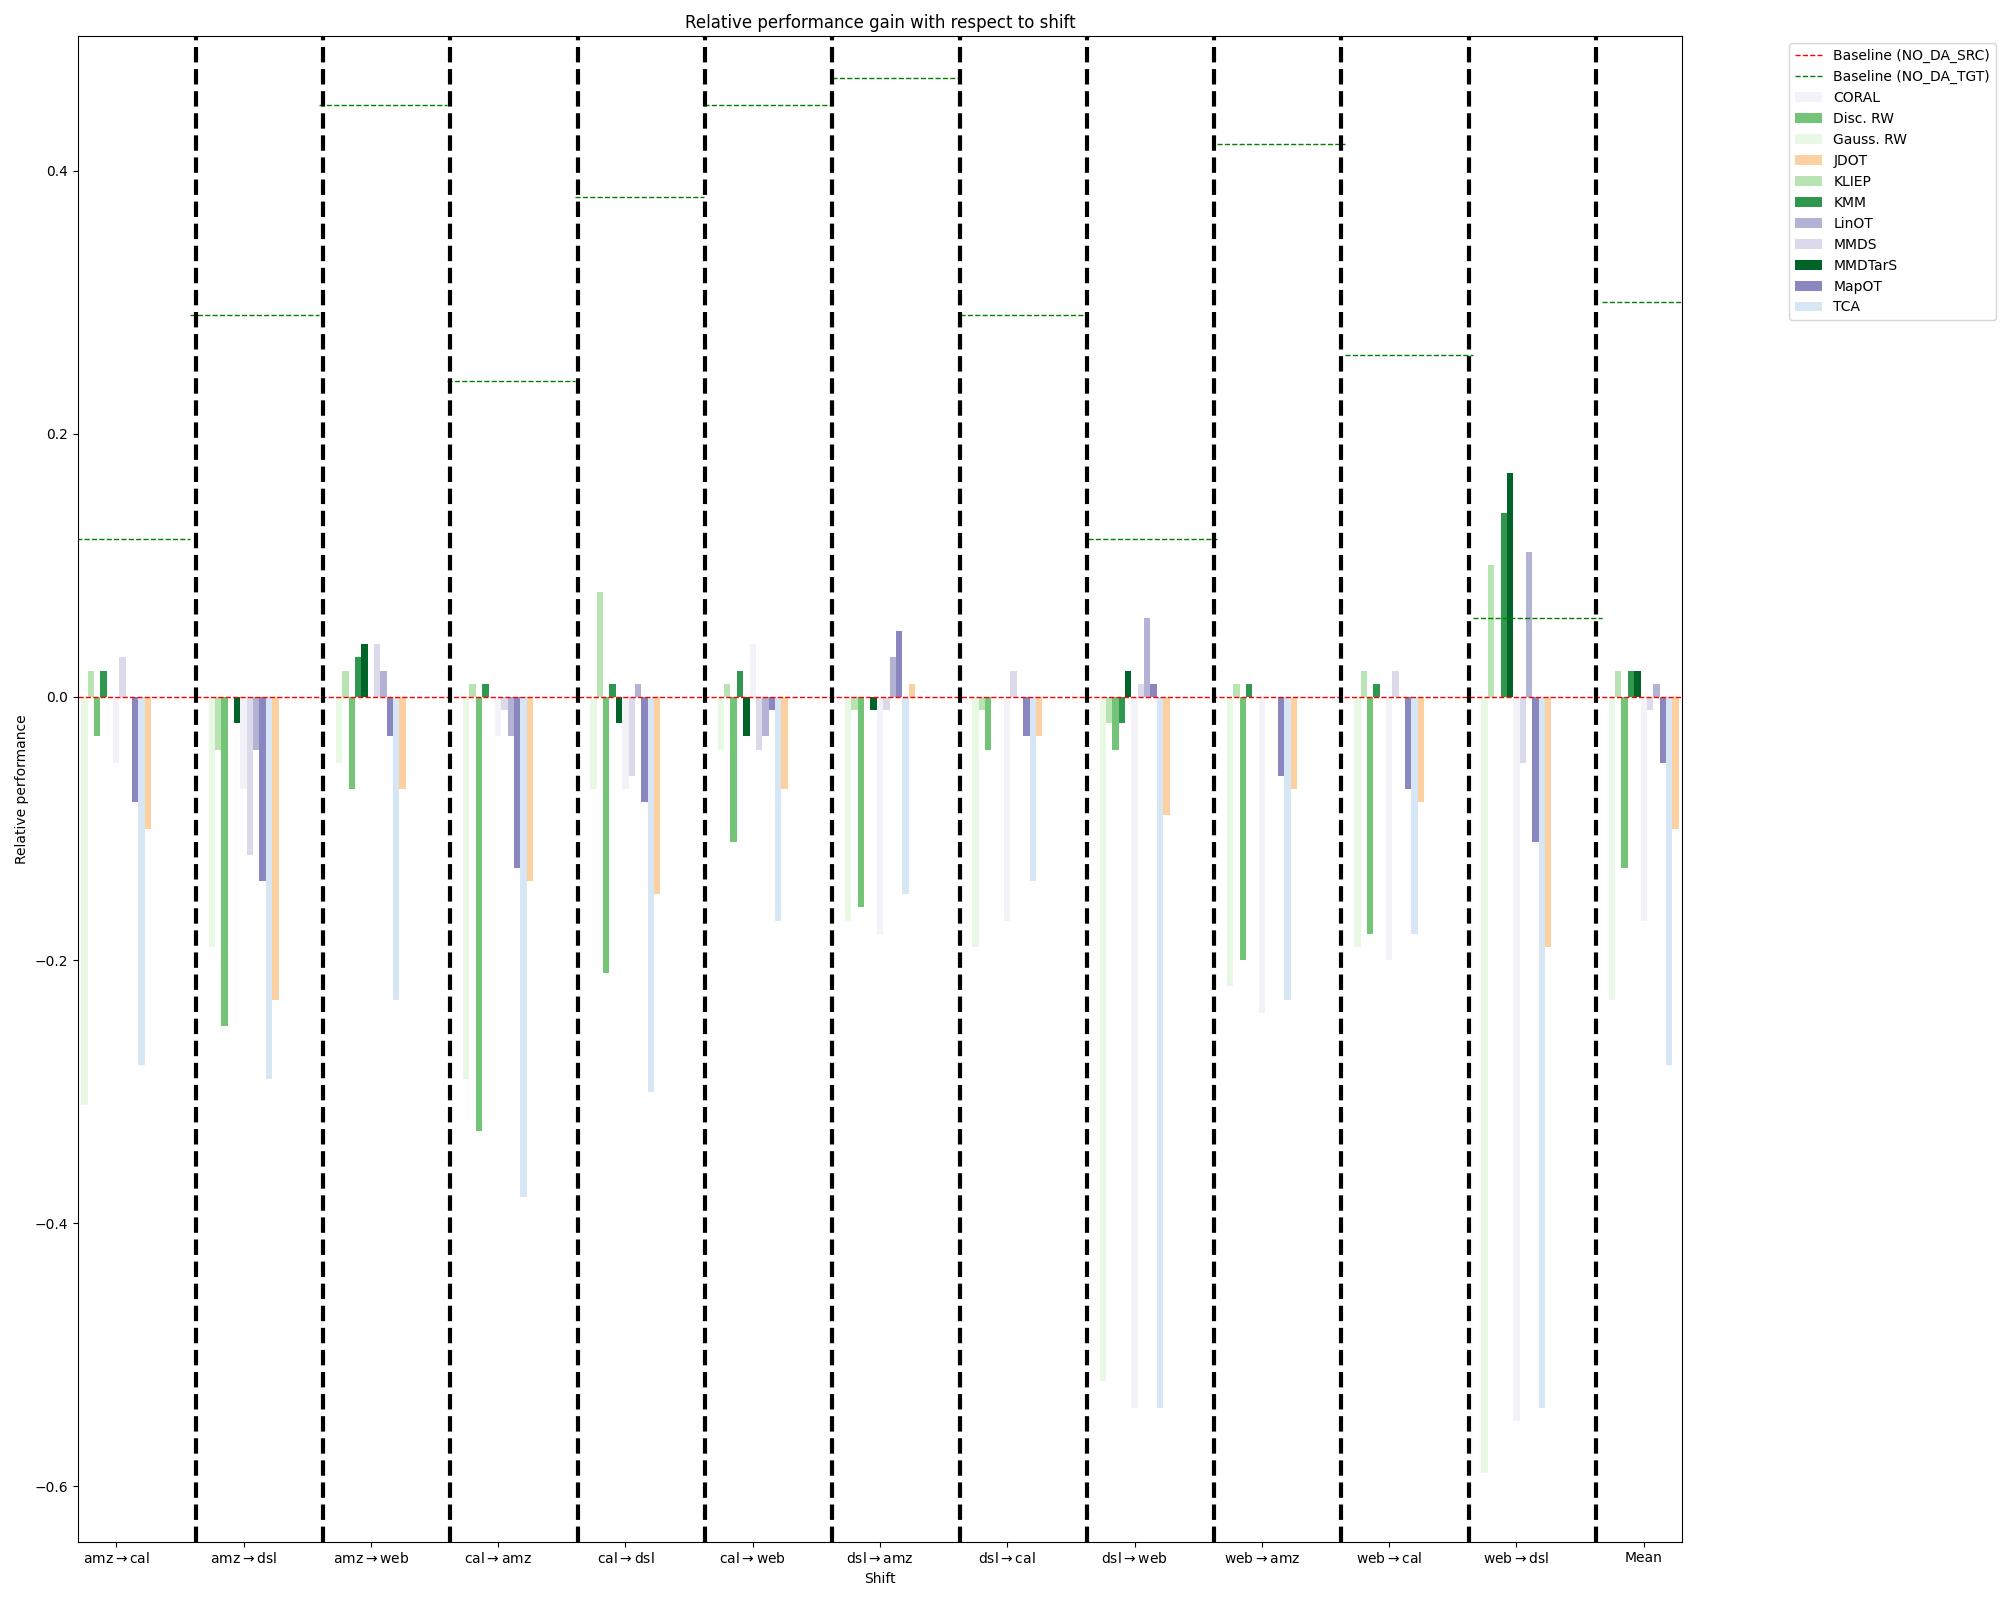 Relative performance gain with respect to shift
Baseline (NO_DA_SRC)
Baseline (NO_DA_TGT)
CORAL
Disc. RW
Gauss. RW
JDOT
KLIEP
KMM
LinOT
MMDS
MMDTarS
MapOT
TCA
Relative performance
0.4
0.2
0.0
−0.2
−0.4
−0.6
amz→cal amz→dsl amz→web cal→amz cal→dsl cal→web dsl→amz dsl→cal dsl→web web→amz web→cal web→dsl Mean
Shift